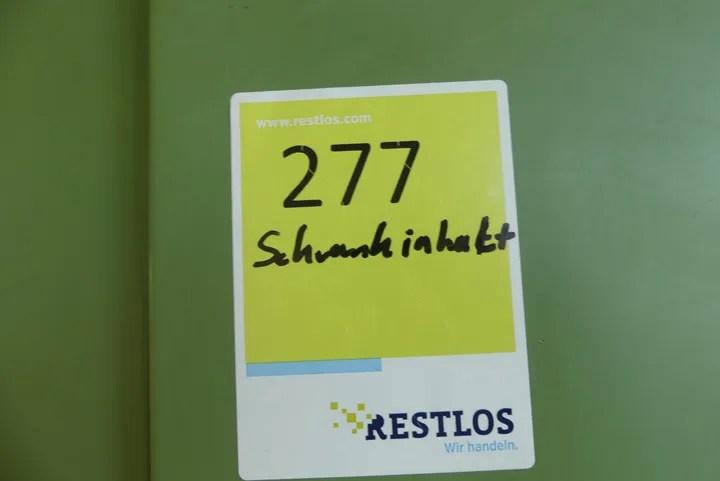 www.restlos.com
277
Schrankinhalt
RESTLOS
Wir handeln.